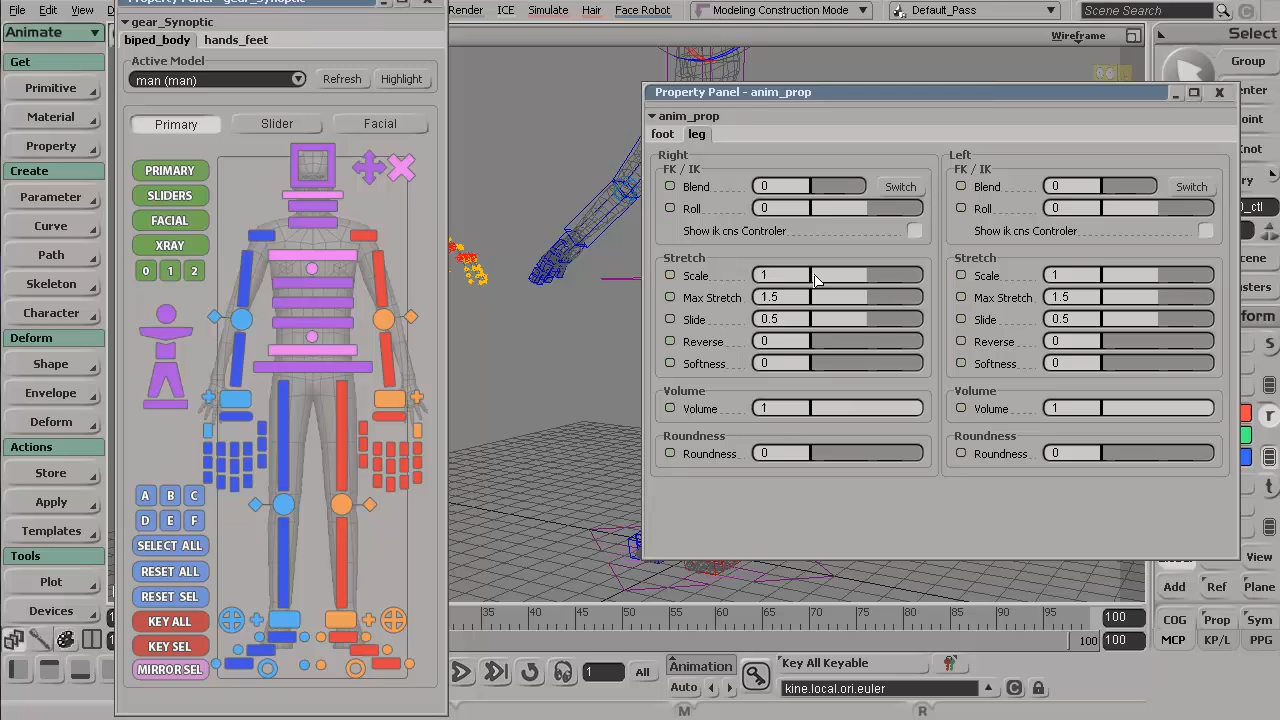 Property Panel - gear_Synoptic
Render ICE Simulate Hair Face Robot
Modeling Construction Mode
Default_Pass
Scene Search
File Edit View
Animate
Get
Primitive
Material
Property
Create
Parameter
Curve
Path
Skeleton
Character
Deform
Shape
Envelope
Deform
Actions
Store
Apply
Templates
Tools
Plot
Devices
gear_Synoptic
biped_body hands_feet
Active Model
man (man)
Refresh
Highlight
Primary
Slider
Facial
PRIMARY
SLIDERS
FACIAL
XRAY
0 1 2
A B C
D E F
SELECT ALL
RESET ALL
RESET SEL
KEY ALL
KEY SEL
MIRROR SEL
Wireframe
Property Panel - anim_prop
anim_prop
foot leg
Right
FK / IK
Blend 0 Switch
Roll 0
Show ik cns Controler
Stretch
Scale 1
Max Stretch 1.5
Slide 0.5
Reverse 0
Softness 0
Volume
Volume 1
Roundness
Roundness 0
Left
FK / IK
Blend 0 Switch
Roll 0
Show ik cns Controler
Stretch
Scale 1
Max Stretch 1.5
Slide 0.5
Reverse 0
Softness 0
Volume
Volume 1
Roundness
Roundness 0
Select
Group
View
Add Ref Plane
COG Prop Sym
MCP KP/L PPG
35 40 45 50 55 60 65 70 75 80 85 90 95
100
100 100
1
All
Animation
Auto
Key All Keyable
kine.local.ori.euler
M R